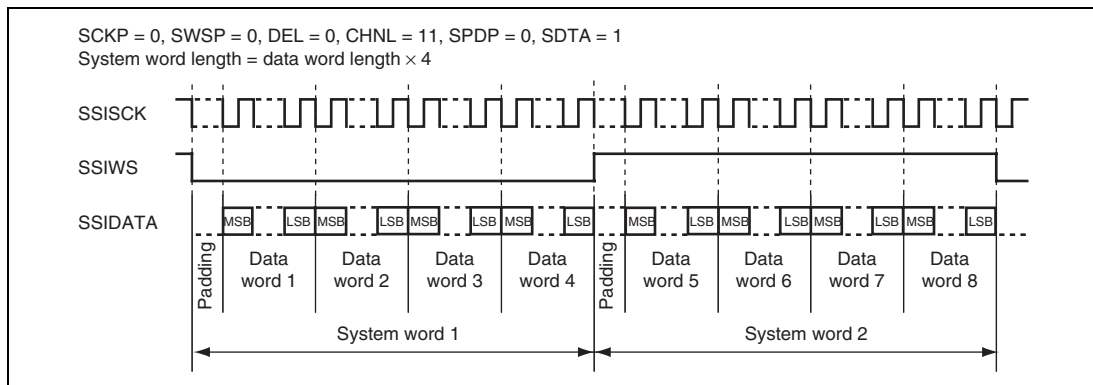 SCKP = 0, SWSP = 0, DEL = 0, CHNL = 11, SPDP = 0, SDTA = 1
System word length = data word length × 4
SSISCK
SSIWS
SSIDATA
MSB LSB MSB LSB MSB LSB MSB LSB MSB LSB MSB LSB MSB LSB MSB LSB
Padding Data word 1 Data word 2 Data word 3 Data word 4 Padding Data word 5 Data word 6 Data word 7 Data word 8
System word 1 System word 2